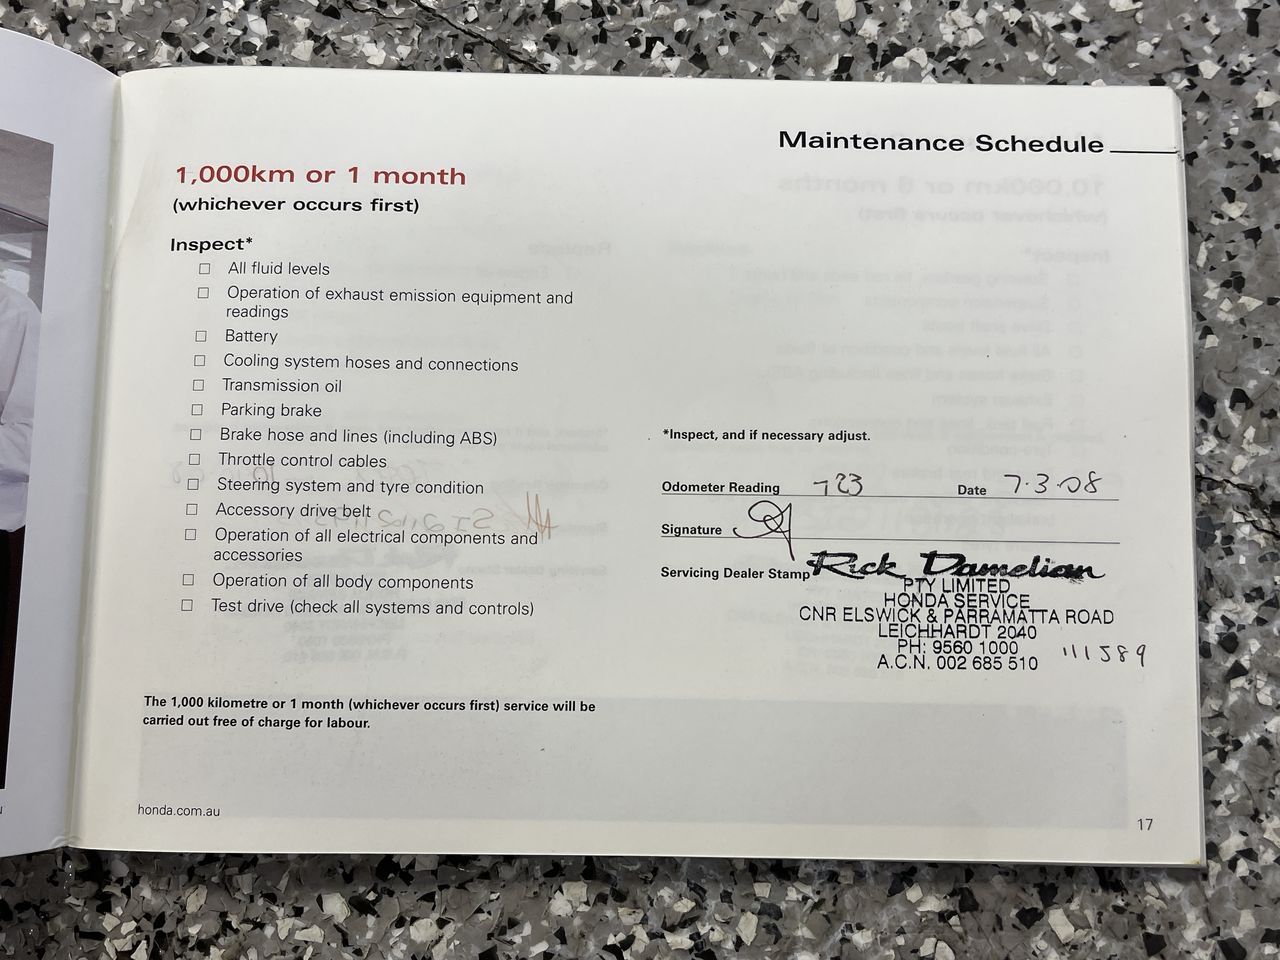 Maintenance Schedule
1,000km or 1 month
(whichever occurs first)
Inspect*
☐ All fluid levels
☐ Operation of exhaust emission equipment and
readings
☐ Battery
☐ Cooling system hoses and connections
☐ Transmission oil
☐ Parking brake
☐ Brake hose and lines (including ABS)
☐ Throttle control cables
☐ Steering system and tyre condition
☐ Accessory drive belt
☐ Operation of all electrical components and
accessories
☐ Operation of all body components
☐ Test drive (check all systems and controls)
The 1,000 kilometre or 1 month (whichever occurs first) service will be
carried out free of charge for labour.
*Inspect, and if necessary adjust.
Odometer Reading 723 Date 7.3.08
Signature
Servicing Dealer Stamp Rick Damelian
PTY LIMITED
HONDA SERVICE
CNR ELSWICK & PARRAMATTA ROAD
LEICHHARDT 2040
PH: 9560 1000
A.C.N. 002 685 510 111589
honda.com.au
17